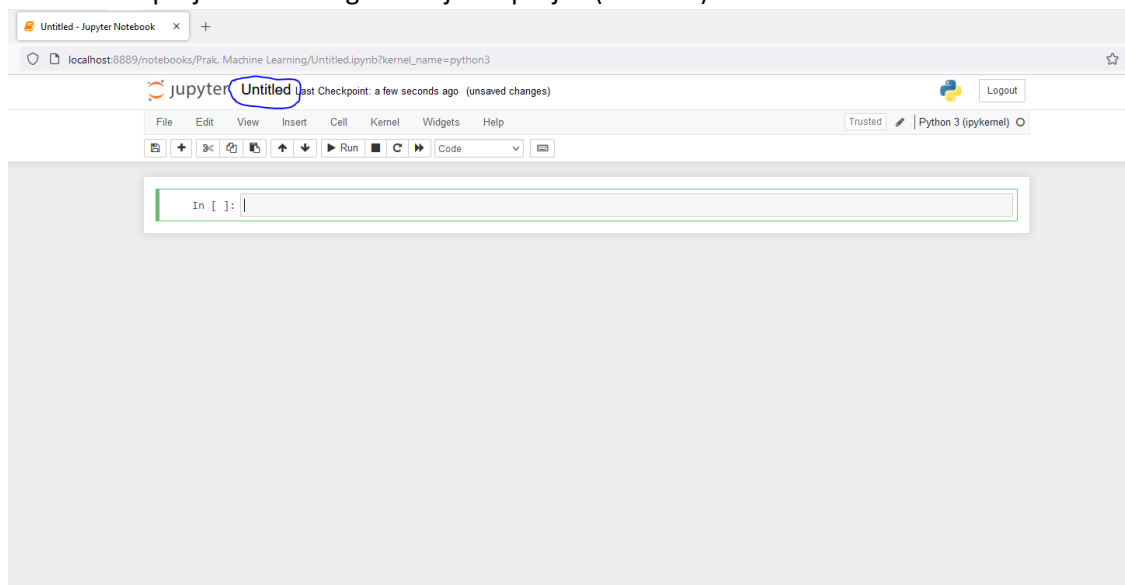 Untitled - Jupyter Notebook
localhost:8889/notebooks/Prak. Machine Learning/Untitled.ipynb?kernel_name=python3
jupyter Untitled Last Checkpoint: a few seconds ago (unsaved changes) Logout
File Edit View Insert Cell Kernel Widgets Help Trusted Python 3 (ipykernel)
Run Code
In [ ]: